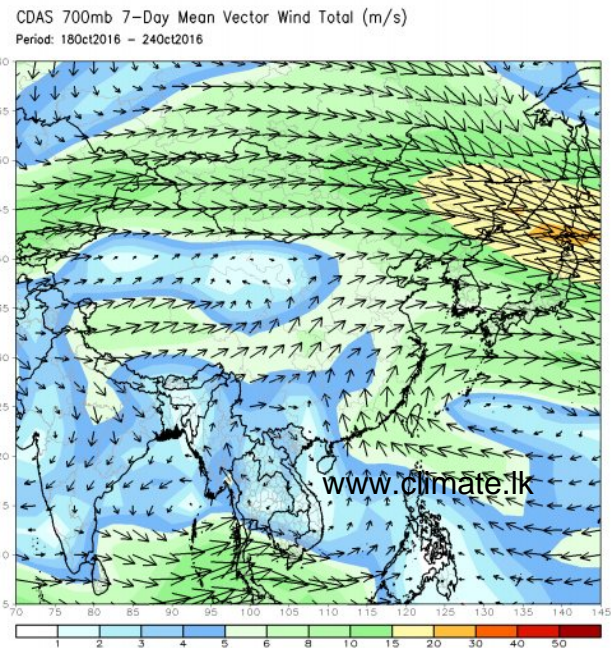 CDAS 700mb 7-Day Mean Vector Wind Total (m/s)
Period: 18Oct2016 – 24Oct2016
www.climate.lk
70 75 80 85 90 95 100 105 110 115 120 125 130 135 140 145
1 2 3 4 5 6 8 10 15 20 30 40 50